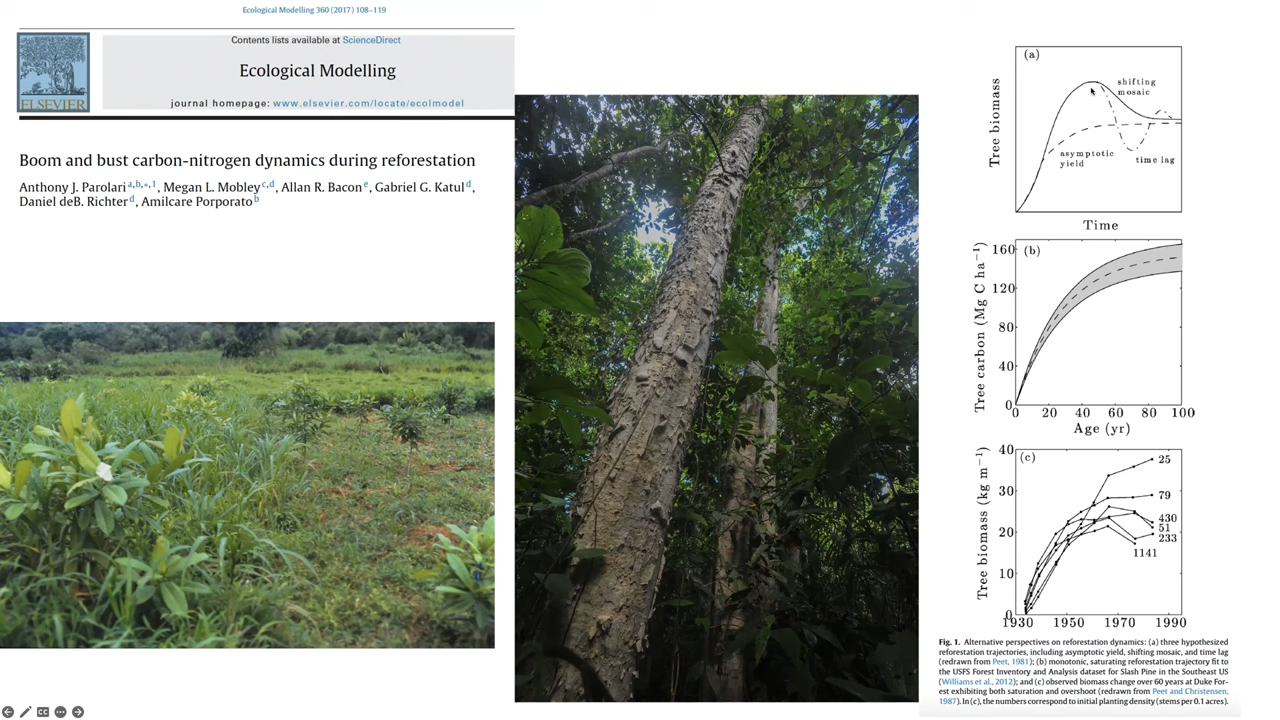 Ecological Modelling 360 (2017) 108–119
Contents lists available at ScienceDirect
Ecological Modelling
journal homepage: www.elsevier.com/locate/ecolmodel
ELSEVIER
Boom and bust carbon-nitrogen dynamics during reforestation
Anthony J. Parolari a,b,*,1, Megan L. Mobley c,d, Allan R. Bacon e, Gabriel G. Katul d,
Daniel deB. Richter d, Amilcare Porporato b
(a)
shifting
mosaic
asymptotic
yield
time lag
Tree biomass
Time
(b)
160
120
80
40
0
Tree carbon (Mg C ha−1)
0 20 40 60 80 100
Age (yr)
(c)
40
30
20
10
0
Tree biomass (kg m−1)
25
79
430
51
233
1141
1930 1950 1970 1990
Fig. 1. Alternative perspectives on reforestation dynamics: (a) three hypothesized
reforestation trajectories, including asymptotic yield, shifting mosaic, and time lag
(redrawn from Peet, 1981); (b) monotonic, saturating reforestation trajectory fit to
the USFS Forest Inventory and Analysis dataset for Slash Pine in the Southeast US
(Williams et al., 2012); and (c) observed biomass change over 60 years at Duke For-
est exhibiting both saturation and overshoot (redrawn from Peet and Christensen,
1987). In (c), the numbers correspond to initial planting density (stems per 0.1 acres).
CC